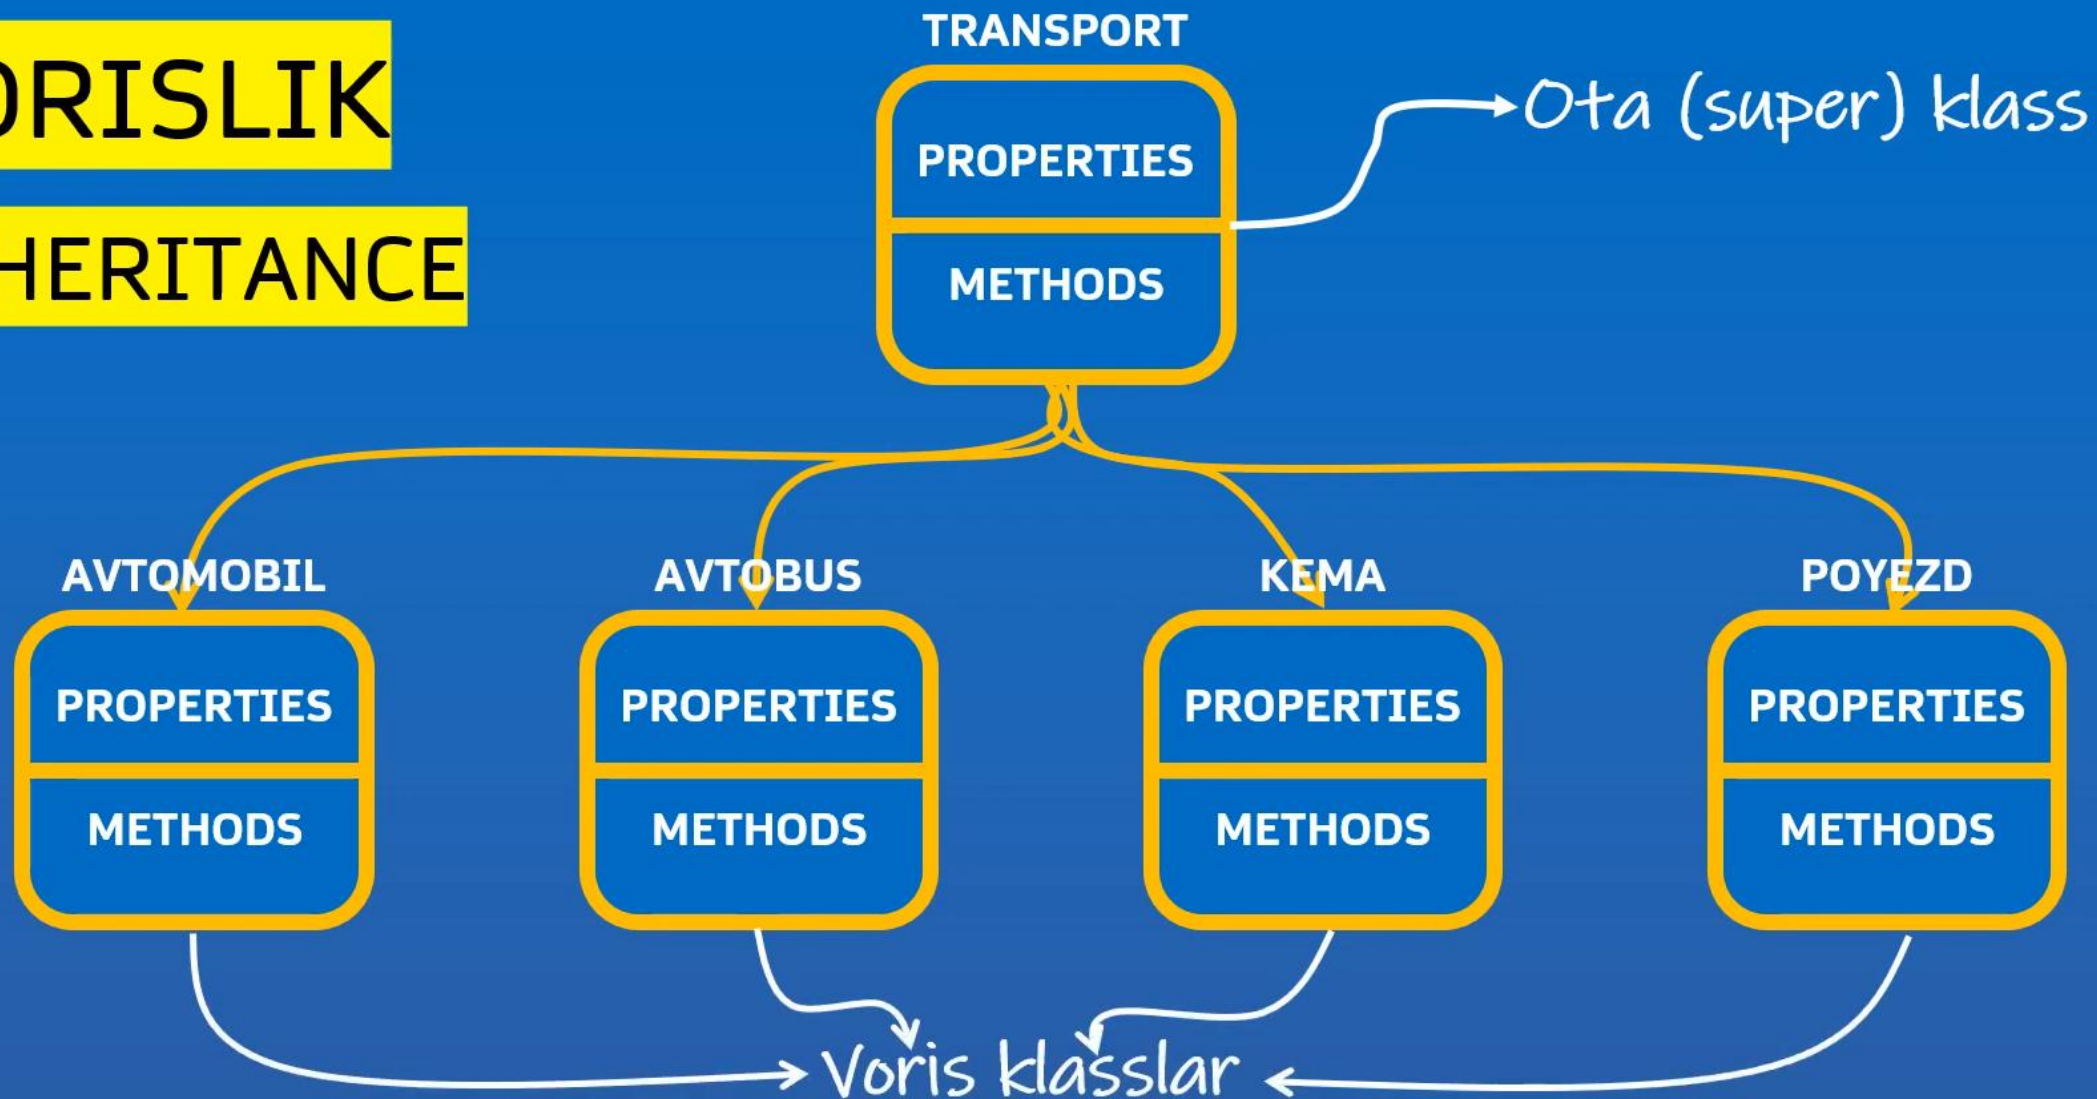 ORISLIK
HERITANCE
TRANSPORT
PROPERTIES
METHODS
Ota (super) klass
AVTOMOBIL
PROPERTIES
METHODS
AVTOBUS
PROPERTIES
METHODS
KEMA
PROPERTIES
METHODS
POYEZD
PROPERTIES
METHODS
Voris klasslar